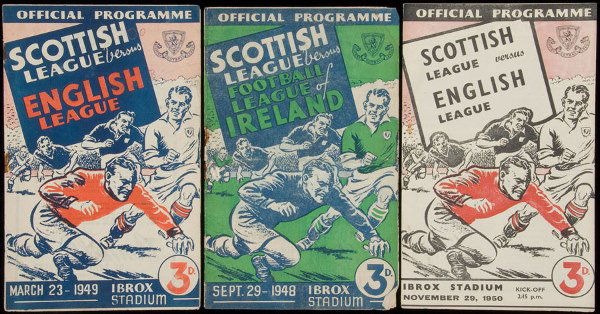 OFFICIAL PROGRAMME
SCOTTISH
LEAGUE versus
ENGLISH
LEAGUE
3D.
MARCH 23-1949 IBROX
STADIUM
OFFICIAL PROGRAMME
SCOTTISH
LEAGUE versus
FOOTBALL
LEAGUE of
IRELAND
3D.
SEPT. 29-1948 IBROX
STADIUM
OFFICIAL PROGRAMME
SCOTTISH
LEAGUE versus
ENGLISH
LEAGUE
3D.
IBROX STADIUM KICK-OFF
NOVEMBER 29, 1950 2.15 p.m.